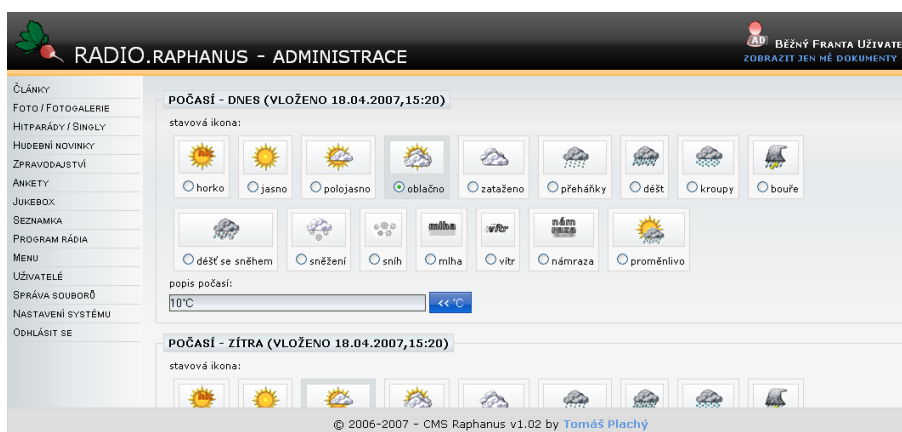 RADIO.RAPHANUS - ADMINISTRACE
AD
BĚŽNÝ FRANTA UŽIVATE
ZOBRAZIT JEN MÉ DOKUMENTY
ČLÁNKY
FOTO / FOTOGALERIE
HITPARÁDY / SINGLY
HUDEBNÍ NOVINKY
ZPRAVODAJSTVÍ
ANKETY
JUKEBOX
SEZNAMKA
PROGRAM RÁDIA
MENU
UŽIVATELÉ
SPRÁVA SOUBORŮ
NASTAVENÍ SYSTÉMU
ODHLÁSIT SE
POČASÍ - DNES (VLOŽENO 18.04.2007,15:20)
stavová ikona:
hic
horko jasno polojasno oblačno zataženo přeháňky déšt kroupy bouře
mlha vítr nám raza
déšť se sněhem sněžení sníh mlha vítr námraza proměnlivo
popis počasí:
10°C << °C
POČASÍ - ZÍTRA (VLOŽENO 18.04.2007,15:20)
stavová ikona:
hic
© 2006-2007 - CMS Raphanus v1.02 by Tomáš Plachý